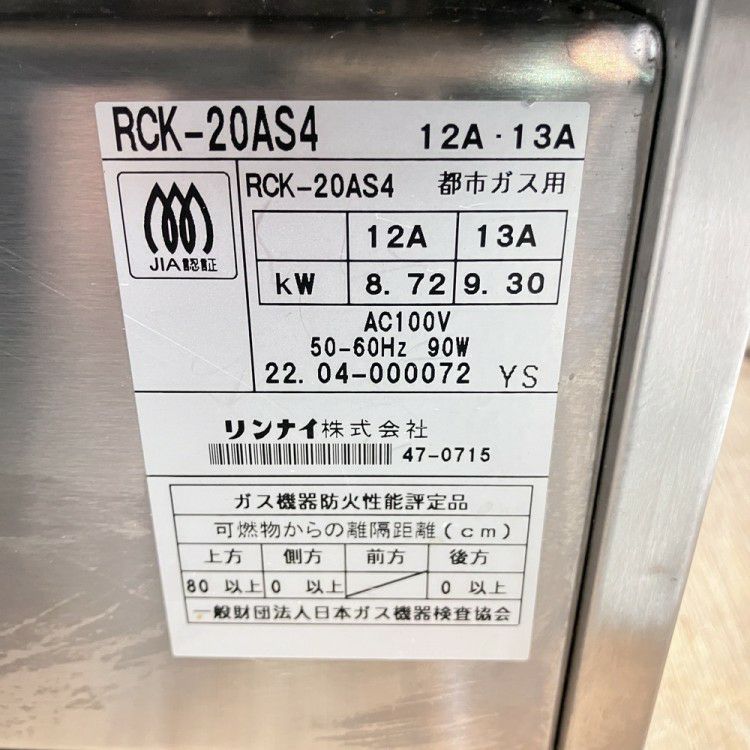 RCK-20AS4 12A・13A
JIA認証
RCK-20AS4 都市ガス用
12A 13A
kW 8.72 9.30
AC100V
50-60Hz 90W
22.04-000072 YS
リンナイ株式会社
47-0715
ガス機器防火性能評定品
可燃物からの離隔距離(cm)
上方 側方 前方 後方
80 以上 0 以上 0 以上
一般財団法人日本ガス機器検査協会